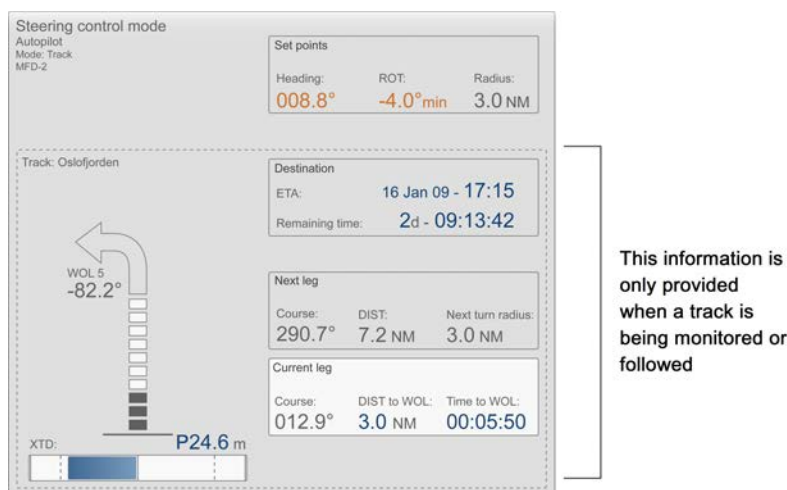 Steering control mode
Autopilot
Mode: Track
MFD-2
Set points
Heading: ROT: Radius:
008.8° -4.0°min 3.0 NM
Track: Oslofjorden
Destination
ETA: 16 Jan 09 - 17:15
Remaining time: 2d - 09:13:42
WOL 5
-82.2°
Next leg
Course: DIST: Next turn radius:
290.7° 7.2 NM 3.0 NM
Current leg
Course: DIST to WOL: Time to WOL:
012.9° 3.0 NM 00:05:50
XTD: P24.6 m
This information is
only provided
when a track is
being monitored or
followed